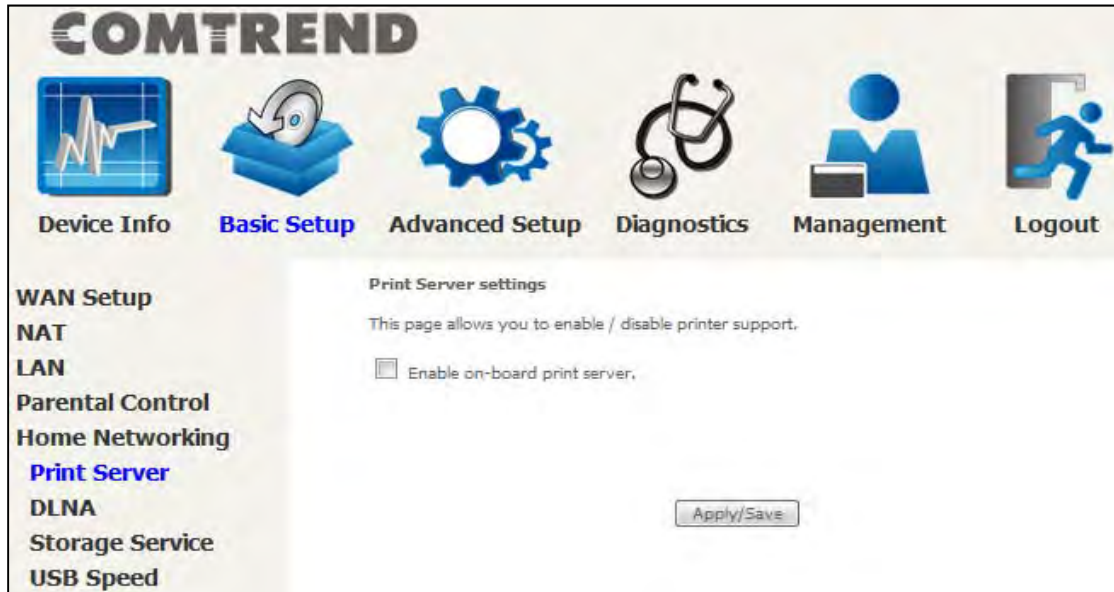 COMTREND
Device Info
Basic Setup
Advanced Setup
Diagnostics
Management
Logout
WAN Setup
NAT
LAN
Parental Control
Home Networking
Print Server
DLNA
Storage Service
USB Speed
Print Server settings
This page allows you to enable / disable printer support.
Enable on-board print server.
Apply/Save